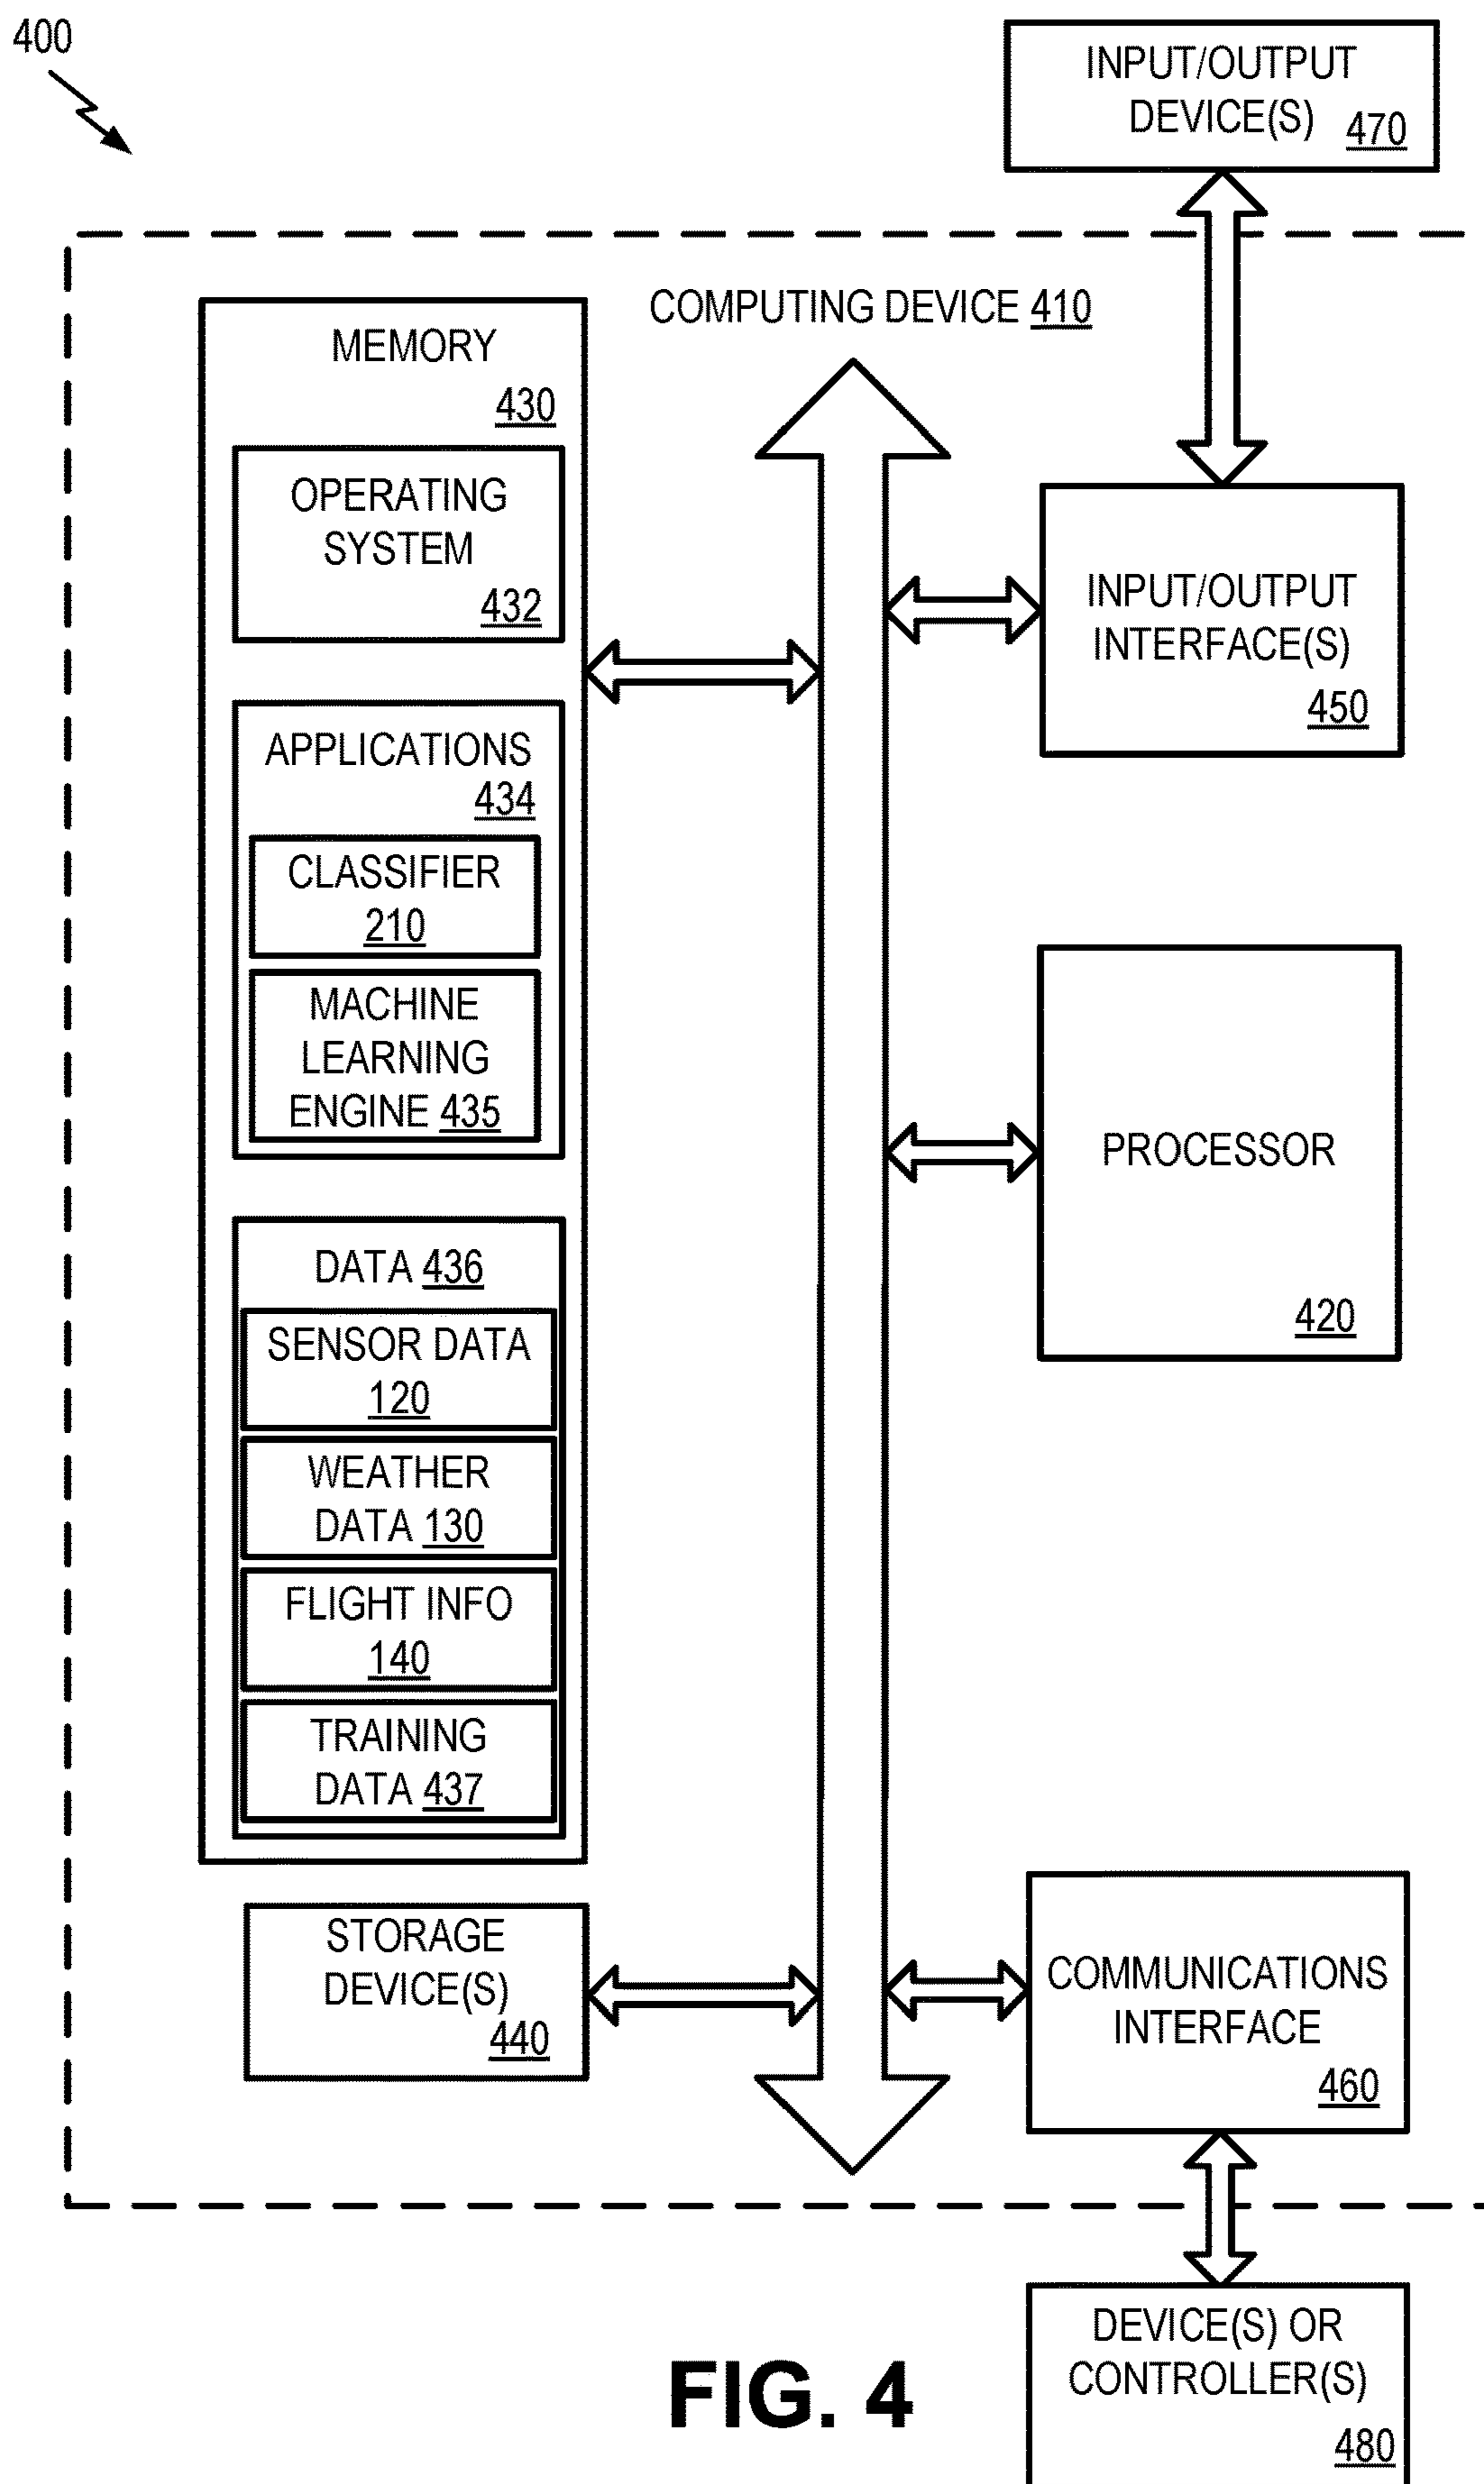 400
INPUT/OUTPUT
DEVICE(S) 470
COMPUTING DEVICE 410
MEMORY
430
OPERATING
SYSTEM
432
APPLICATIONS
434
CLASSIFIER
210
MACHINE
LEARNING
ENGINE 435
DATA 436
SENSOR DATA
120
WEATHER
DATA 130
FLIGHT INFO
140
TRAINING
DATA 437
STORAGE
DEVICE(S)
440
INPUT/OUTPUT
INTERFACE(S)
450
PROCESSOR
420
COMMUNICATIONS
INTERFACE
460
DEVICE(S) OR
CONTROLLER(S)
480
FIG. 4